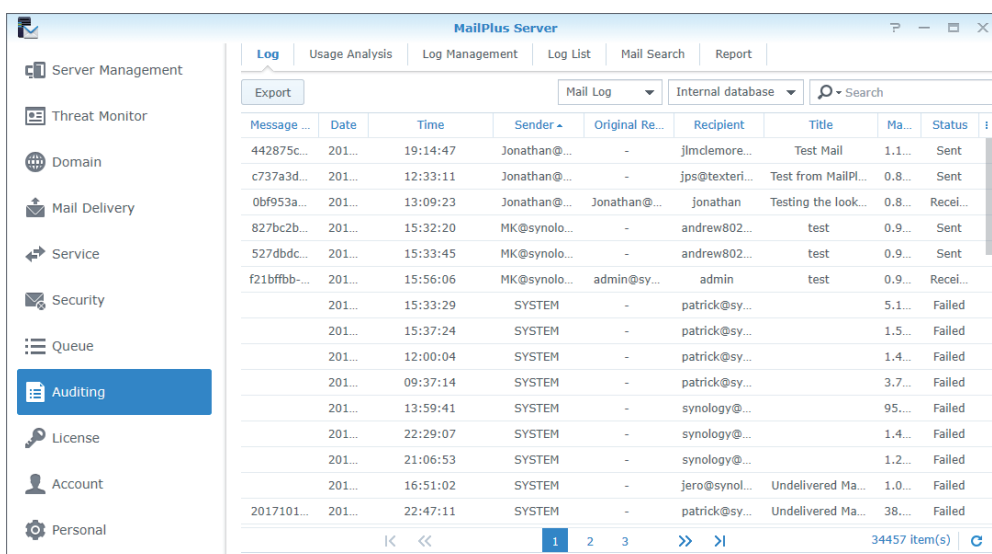 MailPlus Server
Server Management
Threat Monitor
Domain
Mail Delivery
Service
Security
Queue
Auditing
License
Account
Personal
Log Usage Analysis Log Management Log List Mail Search Report
Export Mail Log Internal database Search
Message ... Date Time Sender Original Re... Recipient Title Ma... Status
442875c... 201... 19:14:47 Jonathan@... - jlmclemore... Test Mail 1.1... Sent
c737a3d... 201... 12:33:11 Jonathan@... - jps@texteri... Test from MailPl... 0.8... Sent
0bf953a... 201... 13:09:23 Jonathan@... Jonathan@... jonathan Testing the look... 0.8... Recei...
827bc2b... 201... 15:32:20 MK@synolo... - andrew802... test 0.9... Sent
527dbdc... 201... 15:33:45 MK@synolo... - andrew802... test 0.9... Sent
f21bffbb-... 201... 15:56:06 MK@synolo... admin@sy... admin test 0.9... Recei...
201... 15:33:29 SYSTEM - patrick@sy... 5.1... Failed
201... 15:37:24 SYSTEM - patrick@sy... 1.5... Failed
201... 12:00:04 SYSTEM - patrick@sy... 1.4... Failed
201... 09:37:14 SYSTEM - patrick@sy... 3.7... Failed
201... 13:59:41 SYSTEM - synology@... 95.... Failed
201... 22:29:07 SYSTEM - synology@... 1.4... Failed
201... 21:06:53 SYSTEM - synology@... 1.2... Failed
201... 16:51:02 SYSTEM - jero@synol... Undelivered Ma... 1.0... Failed
2017101... 201... 22:47:11 SYSTEM - patrick@sy... Undelivered Ma... 38.... Failed
1 2 3 34457 item(s)